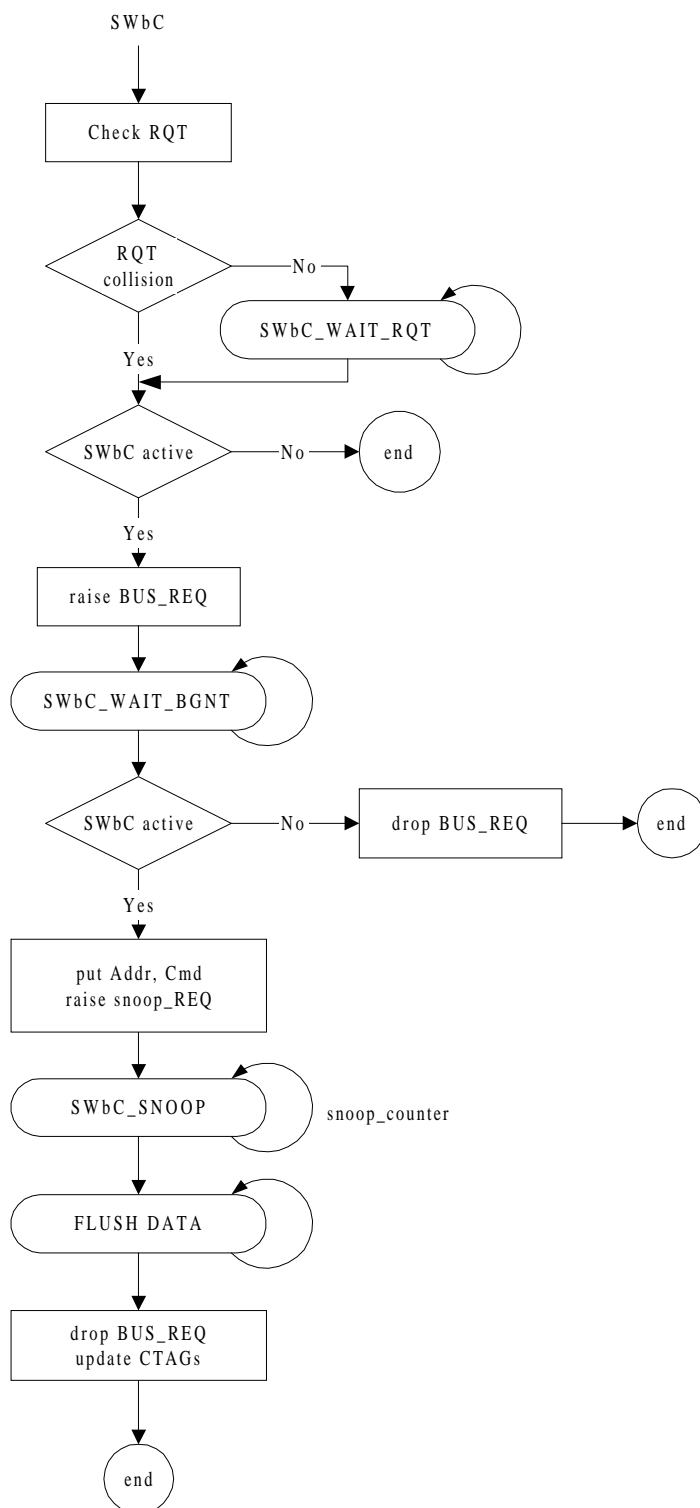 SWbC
Check RQT
RQT
collision
No
SWbC_WAIT_RQT
Yes
SWbC active
No
end
Yes
raise BUS_REQ
SWbC_WAIT_BGNT
SWbC active
No
drop BUS_REQ
end
Yes
put Addr, Cmd
raise snoop_REQ
SWbC_SNOOP
snoop_counter
FLUSH DATA
drop BUS_REQ
update CTAGs
end